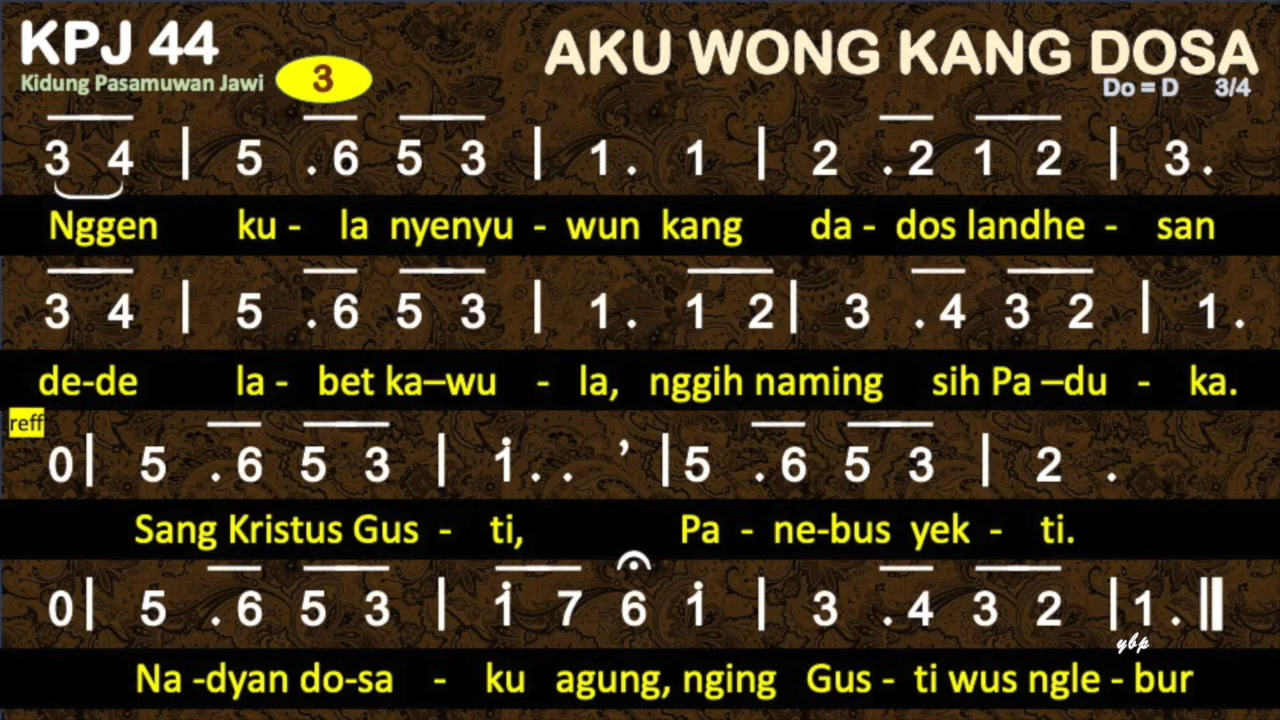 KPJ 44
AKU WONG KANG DOSA
Kidung Pasamuwan Jawi
3
Do = D 3/4
3 4 | 5 .6 5 3 | 1. 1 | 2 .2 1 2 | 3.
Nggen ku - la nyenyu - wun kang da - dos landhe - san
3 4 | 5 .6 5 3 | 1. 1 2 | 3 .4 3 2 | 1.
de-de la - bet ka–wu - la, nggih naming sih Pa –du - ka.
reff
0 | 5 .6 5 3 | i. . ’ | 5 .6 5 3 | 2 .
Sang Kristus Gus - ti, Pa - ne-bus yek - ti.
0 | 5 .6 5 3 | i 7 6 i | 3 .4 3 2 | 1. ||
ybp
Na -dyan do-sa - ku agung, nging Gus - ti wus ngle - bur